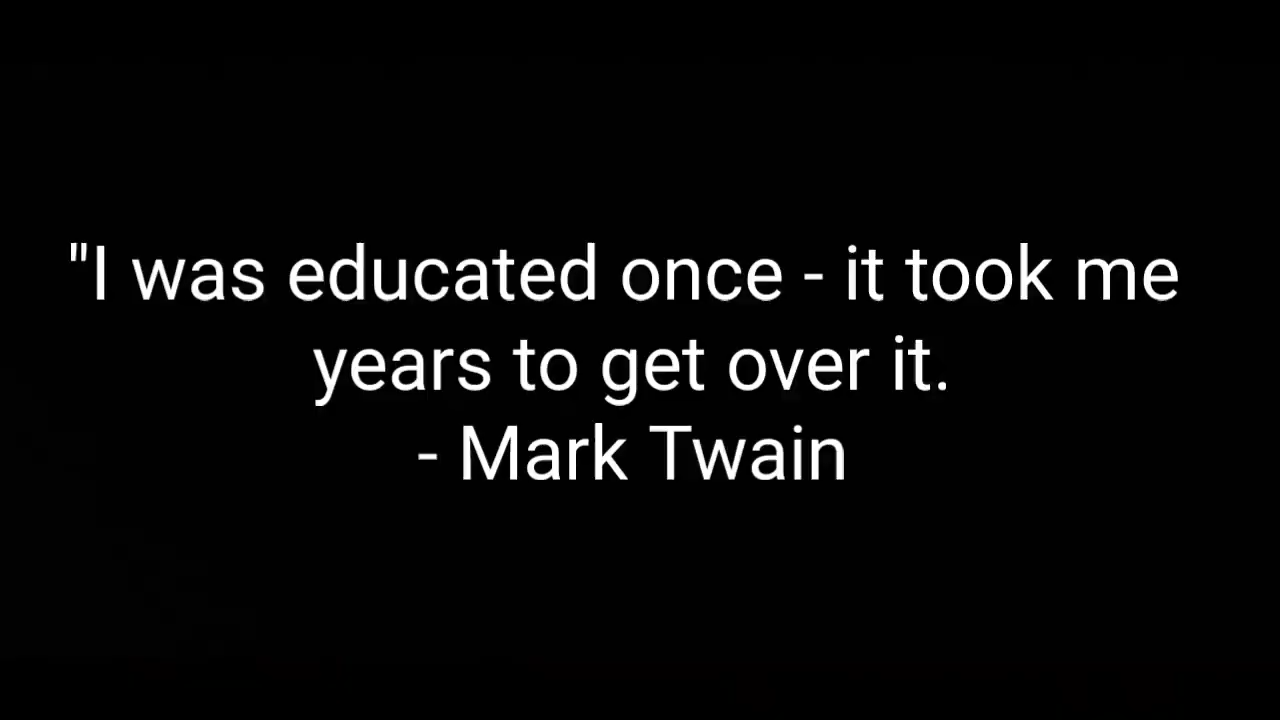 "I was educated once - it took me
years to get over it.
- Mark Twain